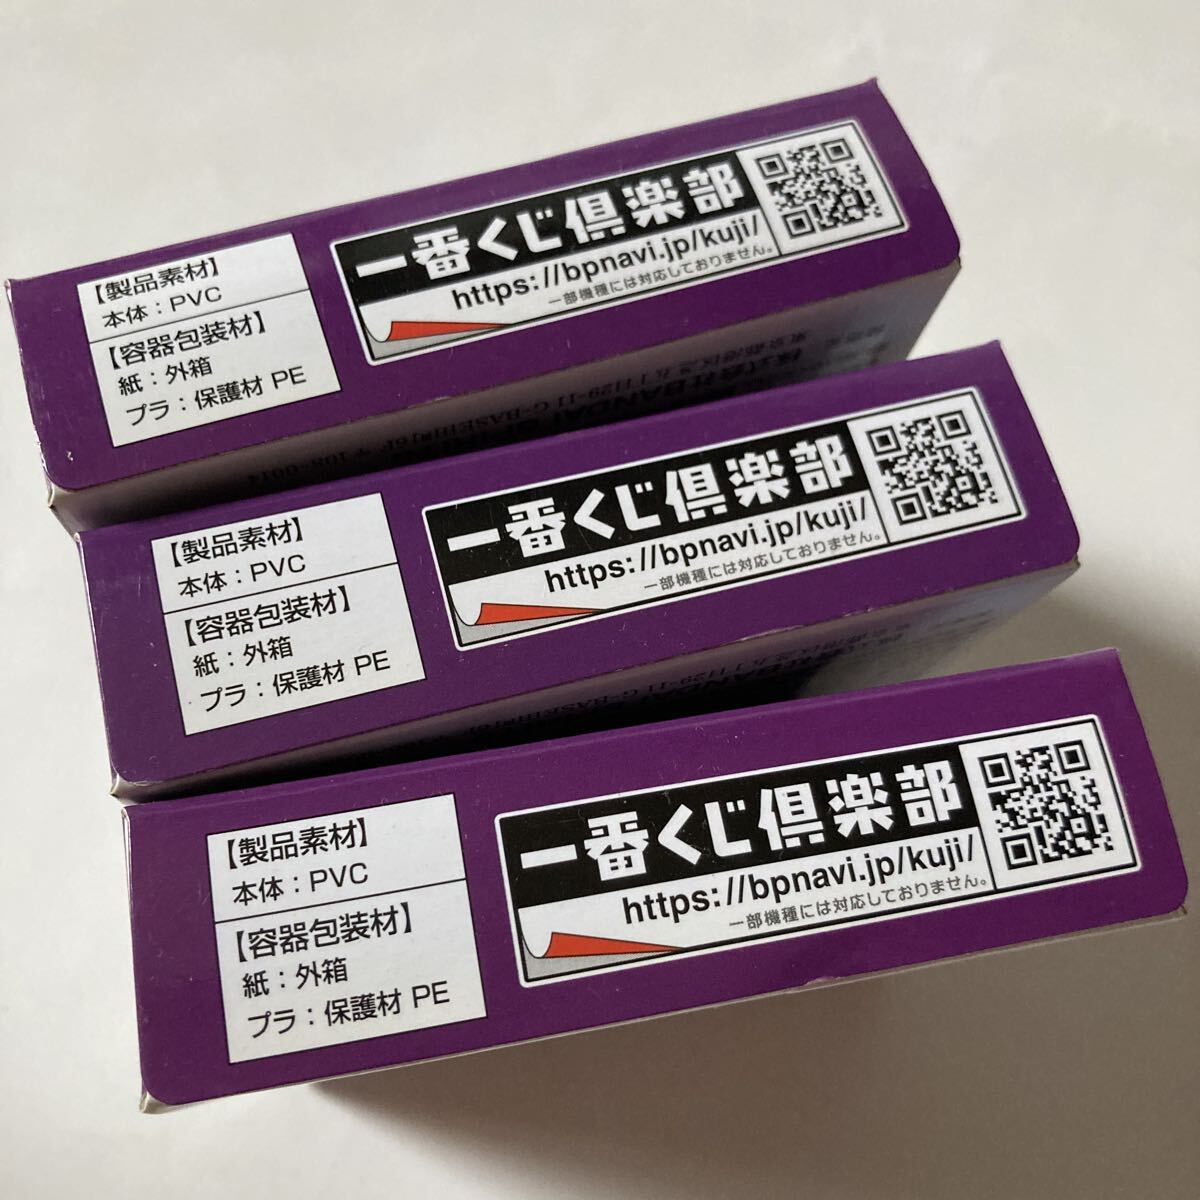 【製品素材】
本体：PVC
【容器包装材】
紙：外箱
プラ：保護材 PE
一番くじ倶楽部
https://bpnavi.jp/kuji/
一部機種には対応しておりません。
【製品素材】
本体：PVC
【容器包装材】
紙：外箱
プラ：保護材 PE
一番くじ倶楽部
https://bpnavi.jp/kuji/
一部機種には対応しておりません。
【製品素材】
本体：PVC
【容器包装材】
紙：外箱
プラ：保護材 PE
一番くじ倶楽部
https://bpnavi.jp/kuji/
一部機種には対応しておりません。